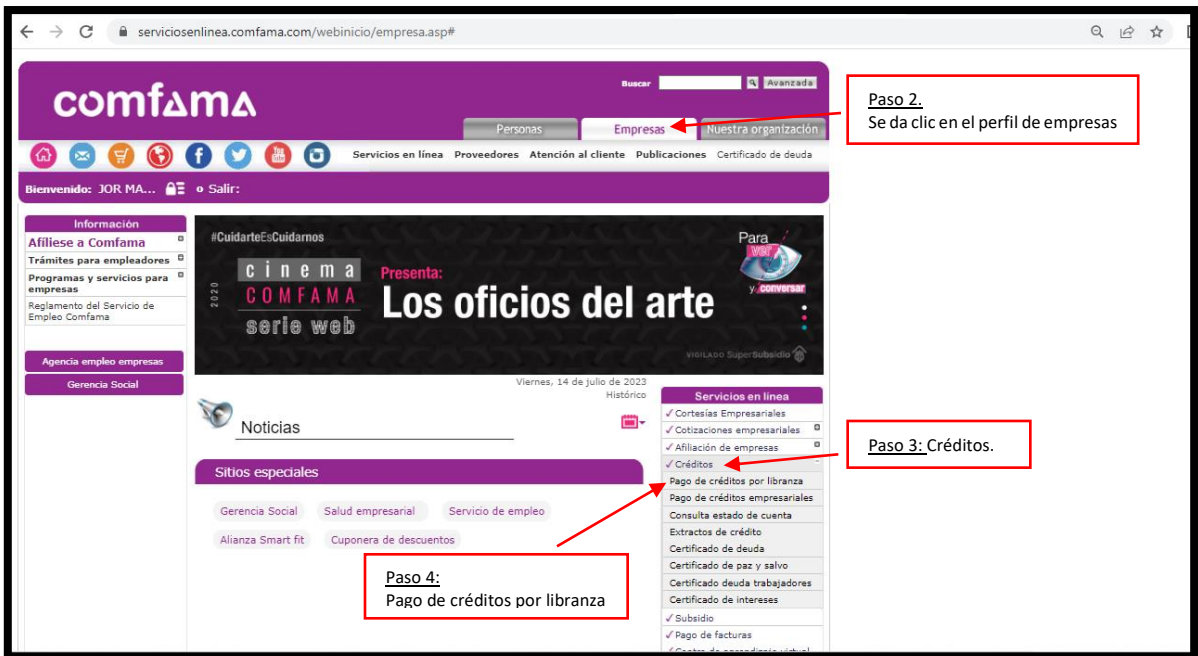 serviciosenlinea.comfama.com/webinicio/empresa.asp#
comfama
Buscar
Avanzada
Personas
Empresas
Nuestra organización
Servicios en línea Proveedores Atención al cliente Publicaciones Certificado de deuda
Bienvenido: JOR MA... Salir:
Paso 2.
Se da clic en el perfil de empresas
Información
Afíliese a Comfama
Trámites para empleadores
Programas y servicios para
empresas
Reglamento del Servicio de
Empleo Comfama
Agencia empleo empresas
Gerencia Social
#CuidarteEsCuidarnos
2020
cinema
COMFAMA
serie web
Presenta:
Los oficios del arte
Para
ver
y conversar
VIGILADO SuperSubsidio
Viernes, 14 de julio de 2023
Histórico
Noticias
Sitios especiales
Gerencia Social Salud empresarial Servicio de empleo
Alianza Smart fit Cuponera de descuentos
Servicios en línea
Cortesías Empresariales
Cotizaciones empresariales
Afiliación de empresas
Créditos
Pago de créditos por libranza
Pago de créditos empresariales
Consulta estado de cuenta
Extractos de crédito
Certificado de deuda
Certificado de paz y salvo
Certificado deuda trabajadores
Certificado de intereses
Subsidio
Pago de facturas
Paso 3: Créditos.
Paso 4:
Pago de créditos por libranza